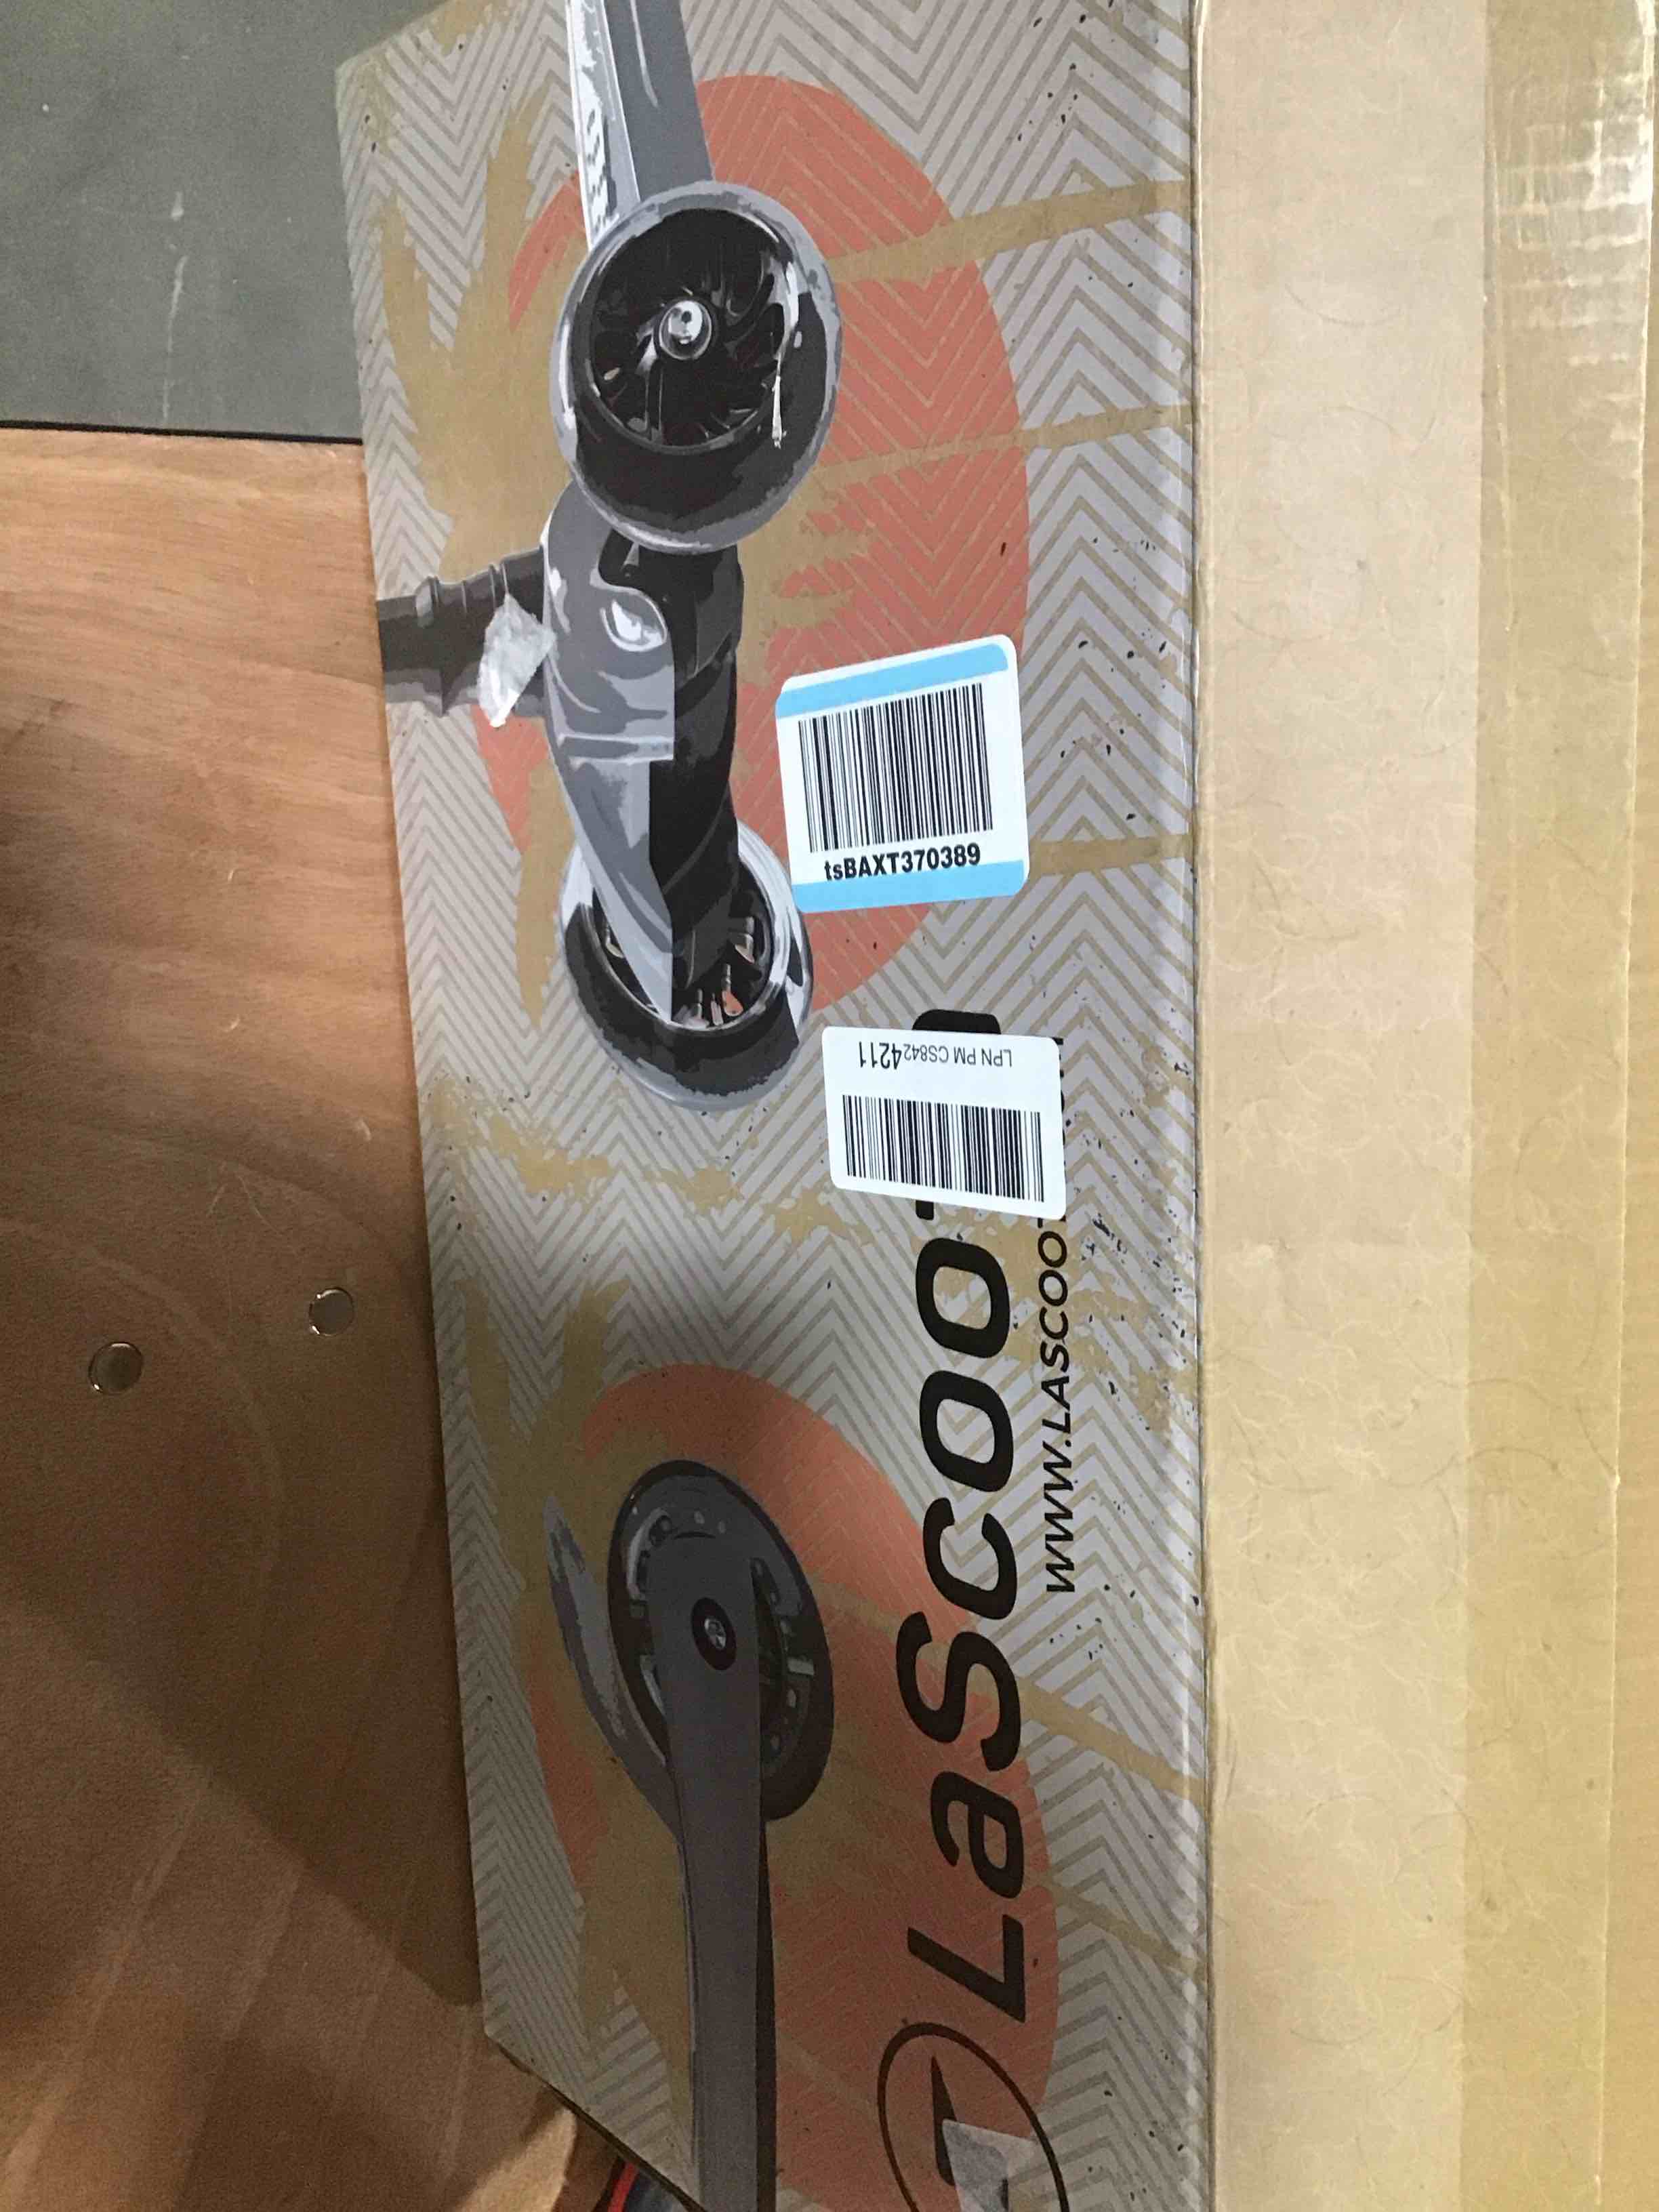 tsBAXT370389
LPN PM CS8424211
LaScoo
WWW.LASCOO